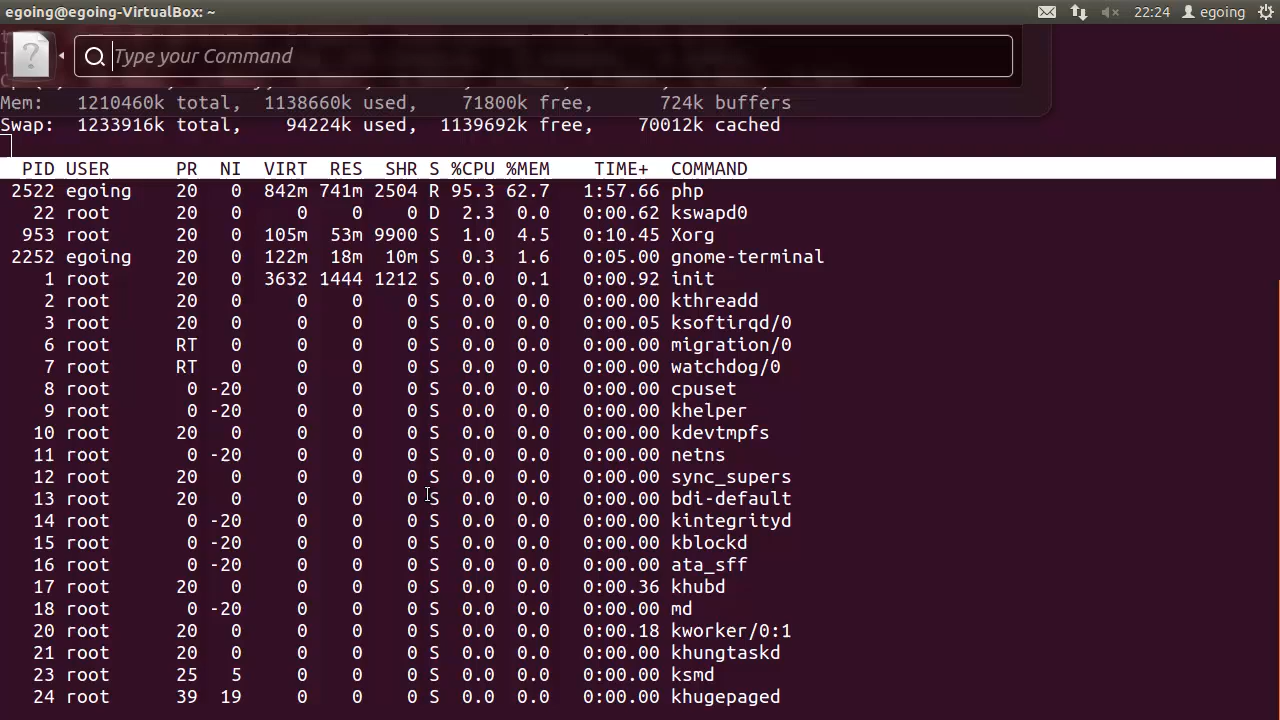 egoing@egoing-VirtualBox: ~ 22:24 egoing
Type your Command
Mem: 1210460k total, 1138660k used, 71800k free, 724k buffers
Swap: 1233916k total, 94224k used, 1139692k free, 70012k cached
PID USER PR NI VIRT RES SHR S %CPU %MEM TIME+ COMMAND
2522 egoing 20 0 842m 741m 2504 R 95.3 62.7 1:57.66 php
22 root 20 0 0 0 0 D 2.3 0.0 0:00.62 kswapd0
953 root 20 0 105m 53m 9900 S 1.0 4.5 0:10.45 Xorg
2252 egoing 20 0 122m 18m 10m S 0.3 1.6 0:05.00 gnome-terminal
1 root 20 0 3632 1444 1212 S 0.0 0.1 0:00.92 init
2 root 20 0 0 0 0 S 0.0 0.0 0:00.00 kthreadd
3 root 20 0 0 0 0 S 0.0 0.0 0:00.05 ksoftirqd/0
6 root RT 0 0 0 0 S 0.0 0.0 0:00.00 migration/0
7 root RT 0 0 0 0 S 0.0 0.0 0:00.00 watchdog/0
8 root 0 -20 0 0 0 S 0.0 0.0 0:00.00 cpuset
9 root 0 -20 0 0 0 S 0.0 0.0 0:00.00 khelper
10 root 20 0 0 0 0 S 0.0 0.0 0:00.00 kdevtmpfs
11 root 0 -20 0 0 0 S 0.0 0.0 0:00.00 netns
12 root 20 0 0 0 0 S 0.0 0.0 0:00.00 sync_supers
13 root 20 0 0 0 0 S 0.0 0.0 0:00.00 bdi-default
14 root 0 -20 0 0 0 S 0.0 0.0 0:00.00 kintegrityd
15 root 0 -20 0 0 0 S 0.0 0.0 0:00.00 kblockd
16 root 0 -20 0 0 0 S 0.0 0.0 0:00.00 ata_sff
17 root 20 0 0 0 0 S 0.0 0.0 0:00.36 khubd
18 root 0 -20 0 0 0 S 0.0 0.0 0:00.00 md
20 root 20 0 0 0 0 S 0.0 0.0 0:00.18 kworker/0:1
21 root 20 0 0 0 0 S 0.0 0.0 0:00.00 khungtaskd
23 root 25 5 0 0 0 S 0.0 0.0 0:00.00 ksmd
24 root 39 19 0 0 0 S 0.0 0.0 0:00.00 khugepaged